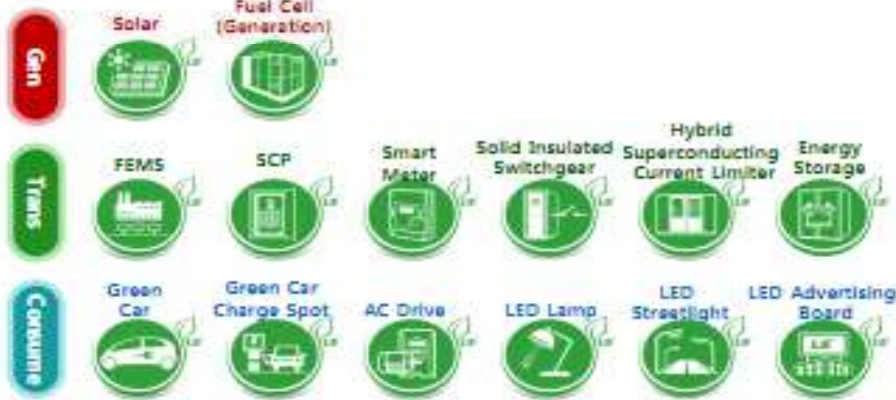 Gen
Solar
Fuel Cell
(Generation)
Trans
FEMS
SCP
Smart
Meter
Solid Insulated
Switchgear
Hybrid
Superconducting
Current Limiter
Energy
Storage
Consume
Green
Car
Green Car
Charge Spot
AC Drive
LED Lamp
LED
Streetlight
LED Advertising
Board